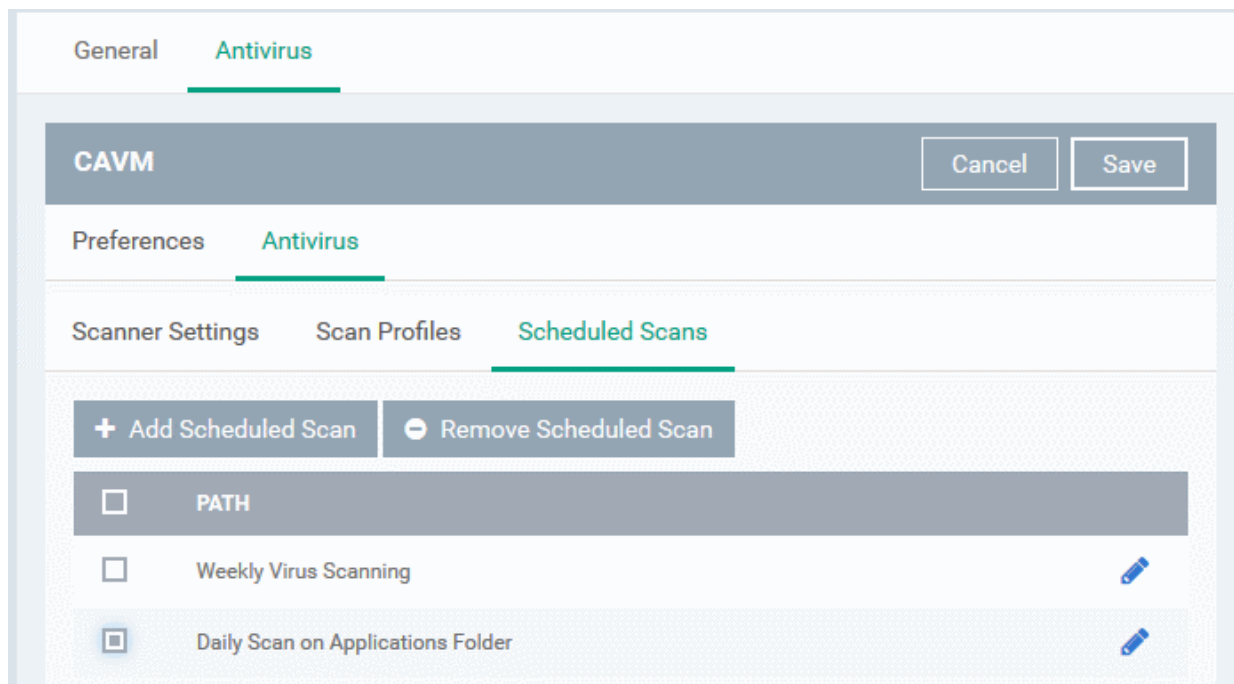 General Antivirus
CAVM Cancel Save
Preferences Antivirus
Scanner Settings Scan Profiles Scheduled Scans
Add Scheduled Scan Remove Scheduled Scan
PATH
Weekly Virus Scanning
Daily Scan on Applications Folder